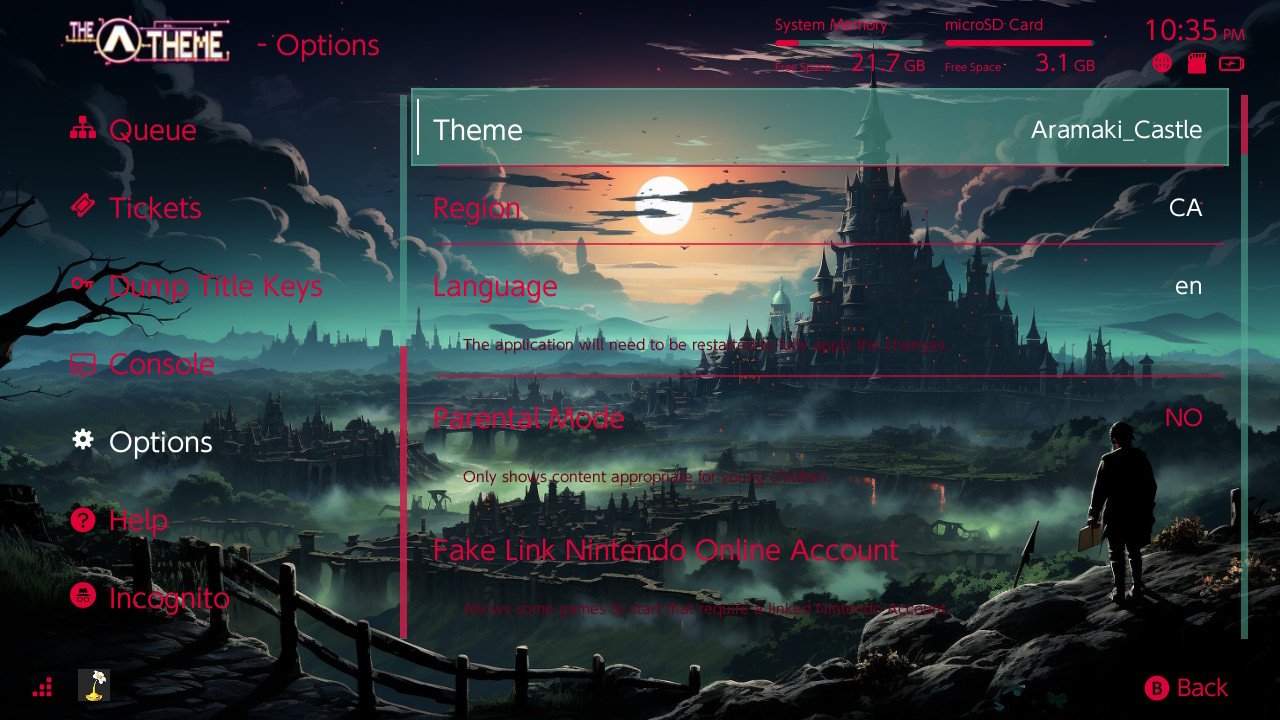 THE Λ-THEME
- Options
System Memory
Free Space 21.7 GB
microSD Card
Free Space 3.1 GB
10:35 PM
Queue
Tickets
Dump Title Keys
Console
Options
Help
Incognito
Theme Aramaki_Castle
Region CA
Language en
The application will need to be restarted to fully apply the changes.
Parental Mode NO
Only shows content appropriate for young children.
Fake Link Nintendo Online Account
Allows some games to start that require a linked Nintendo Account.
B Back